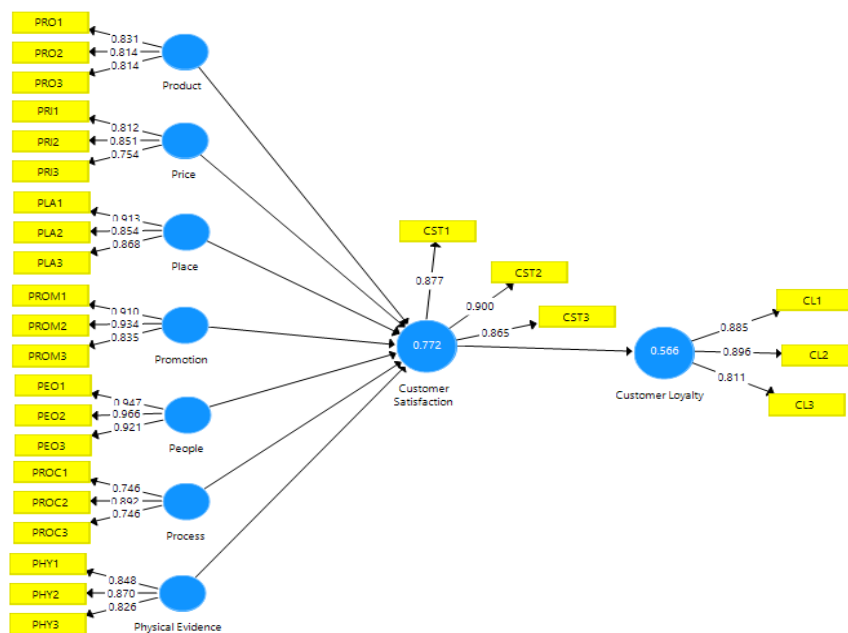 PRO1
0.831
PRO2
0.814
PRO3
0.814
Product
PRI1
0.812
PRI2
0.851
PRI3
0.754
Price
PLA1
0.913
PLA2
0.854
PLA3
0.868
Place
PROM1
0.910
PROM2
0.934
PROM3
0.835
Promotion
PEO1
0.947
PEO2
0.966
PEO3
0.921
People
PROC1
0.746
PROC2
0.892
PROC3
0.746
Process
PHY1
0.848
PHY2
0.870
PHY3
0.826
Physical Evidence
CST1
0.877
CST2
0.900
CST3
0.865
0.772
Customer
Satisfaction
CL1
0.885
CL2
0.896
CL3
0.811
0.566
Customer Loyalty